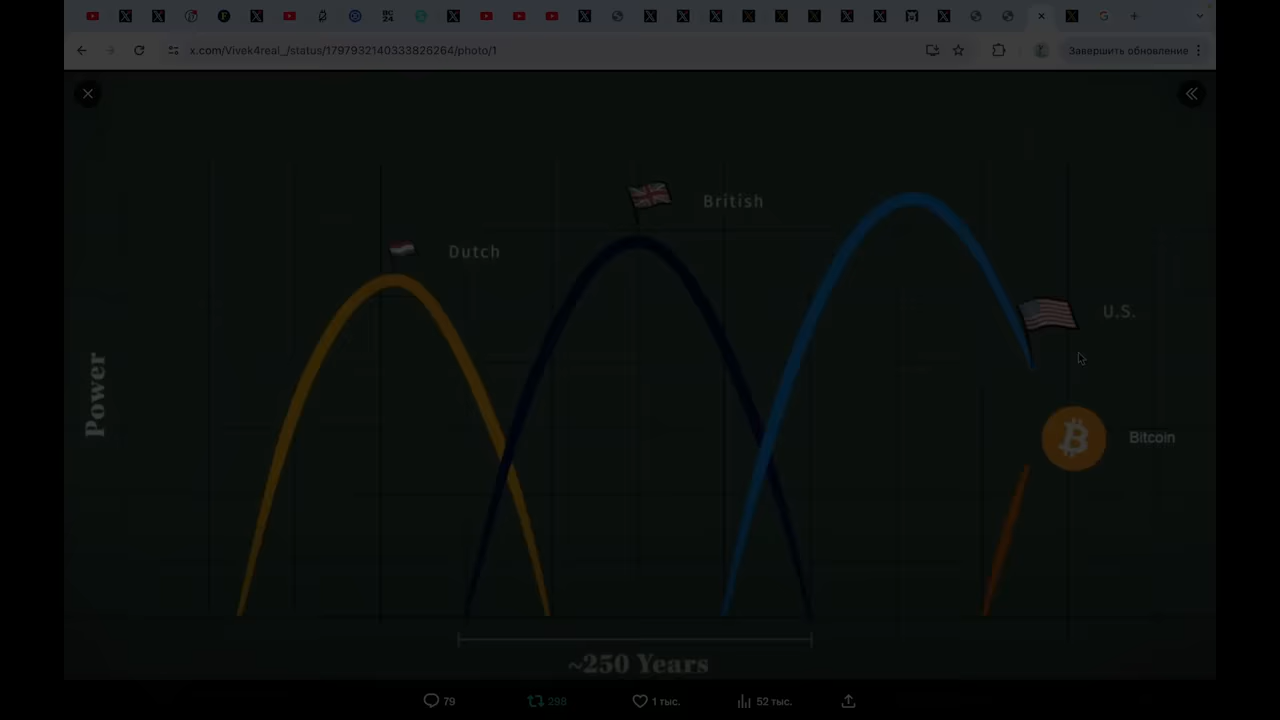 x.com/Vivek4real_/status/1797932140333826264/photo/1
Завершить обновление
British
Dutch
U.S.
Power
Bitcoin
~250 Years
79
298
1 тыс.
52 тыс.